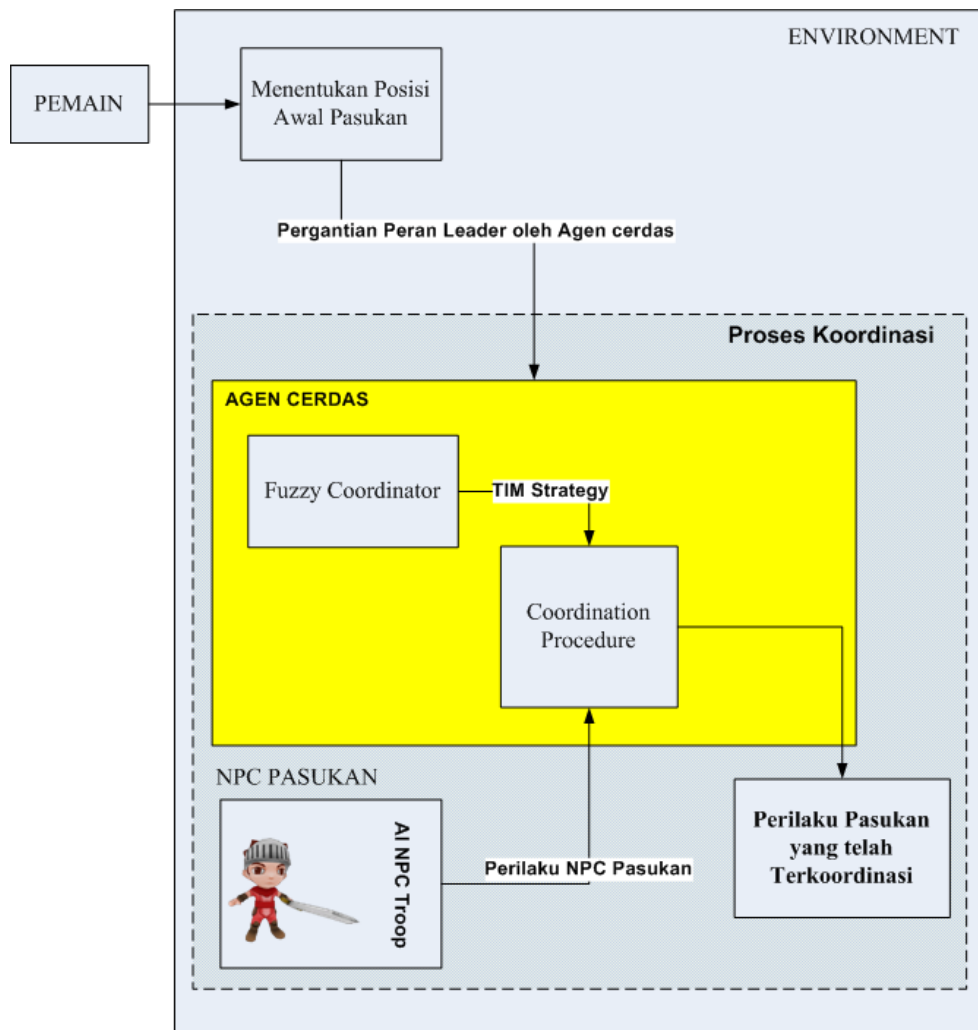 ENVIRONMENT
PEMAIN
Menentukan Posisi
Awal Pasukan
Pergantian Peran Leader oleh Agen cerdas
Proses Koordinasi
AGEN CERDAS
Fuzzy Coordinator
TIM Strategy
Coordination
Procedure
NPC PASUKAN
AI NPC Troop
Perilaku NPC Pasukan
Perilaku Pasukan
yang telah
Terkoordinasi